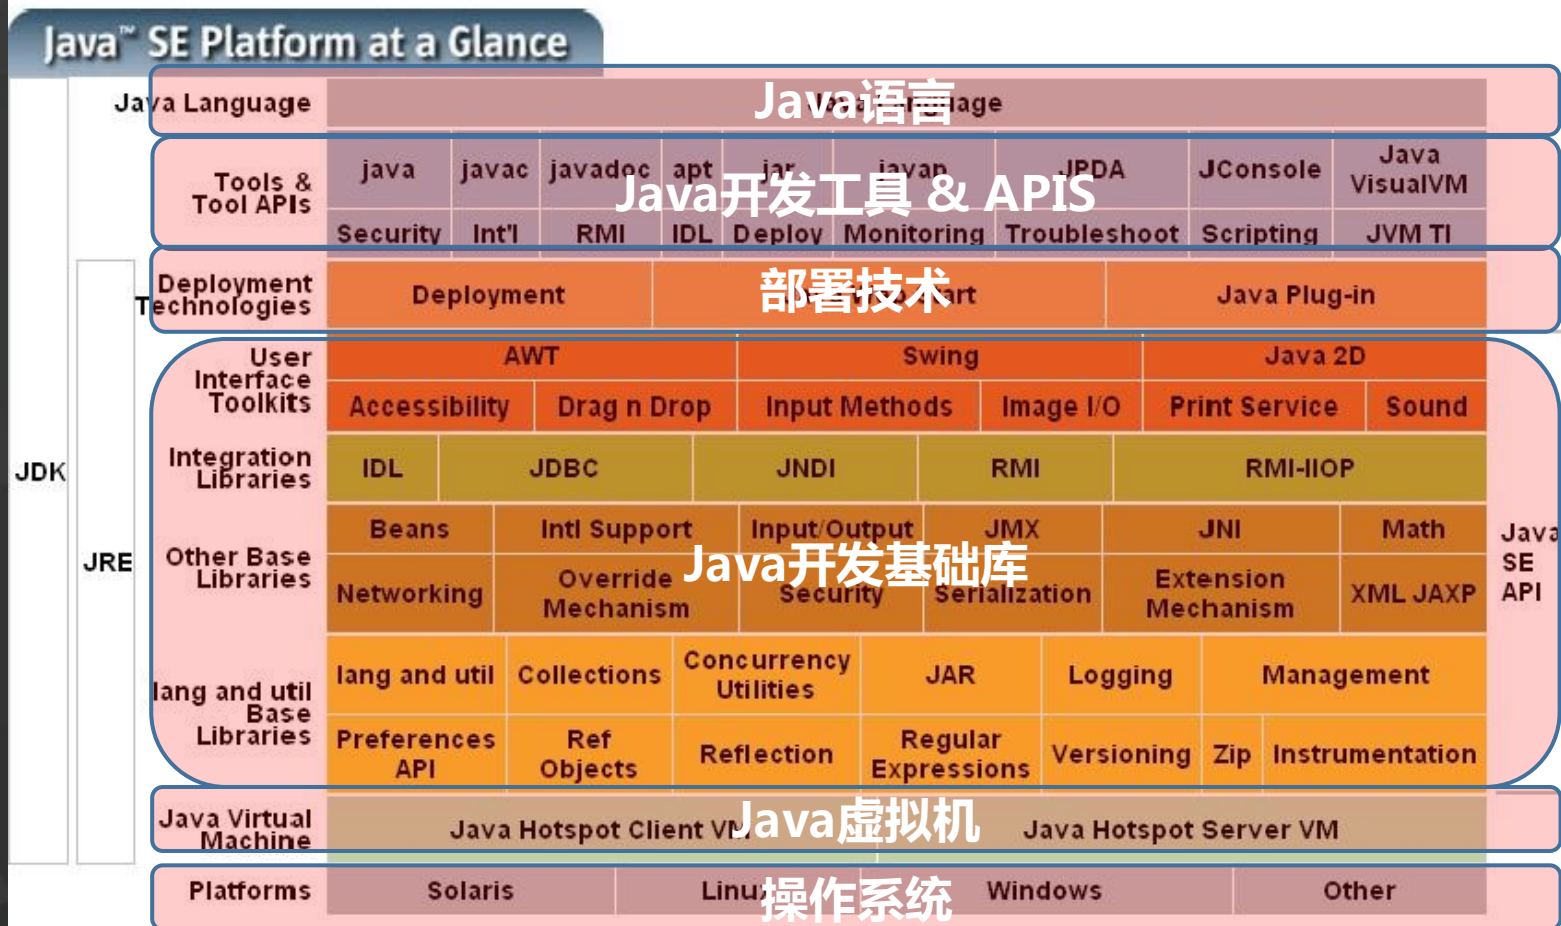 Java™ SE Platform at a Glance
Java Language
Java语言
Tools &
Tool APIs
java javac javadoc apt jar javap JPDA JConsole Java VisualVM
Java开发工具 & APIS
Security Int'l RMI IDL Deploy Monitoring Troubleshoot Scripting JVM TI
Deployment
Technologies
Deployment
部署技术
Java Plug-in
User
Interface
Toolkits
AWT Swing Java 2D
Accessibility Drag n Drop Input Methods Image I/O Print Service Sound
Integration
Libraries
IDL JDBC JNDI RMI RMI-IIOP
JDK
JRE
Other Base
Libraries
Beans Intl Support Input/Output JMX JNI Math
Java开发基础库
Networking Override Mechanism Security Serialization Extension Mechanism XML JAXP
Java
SE
API
lang and util
Base
Libraries
lang and util Collections Concurrency Utilities JAR Logging Management
Preferences API Ref Objects Reflection Regular Expressions Versioning Zip Instrumentation
Java Virtual
Machine
Java Hotspot Client VM
Java虚拟机
Java Hotspot Server VM
Platforms
Solaris Linux Windows Other
操作系统